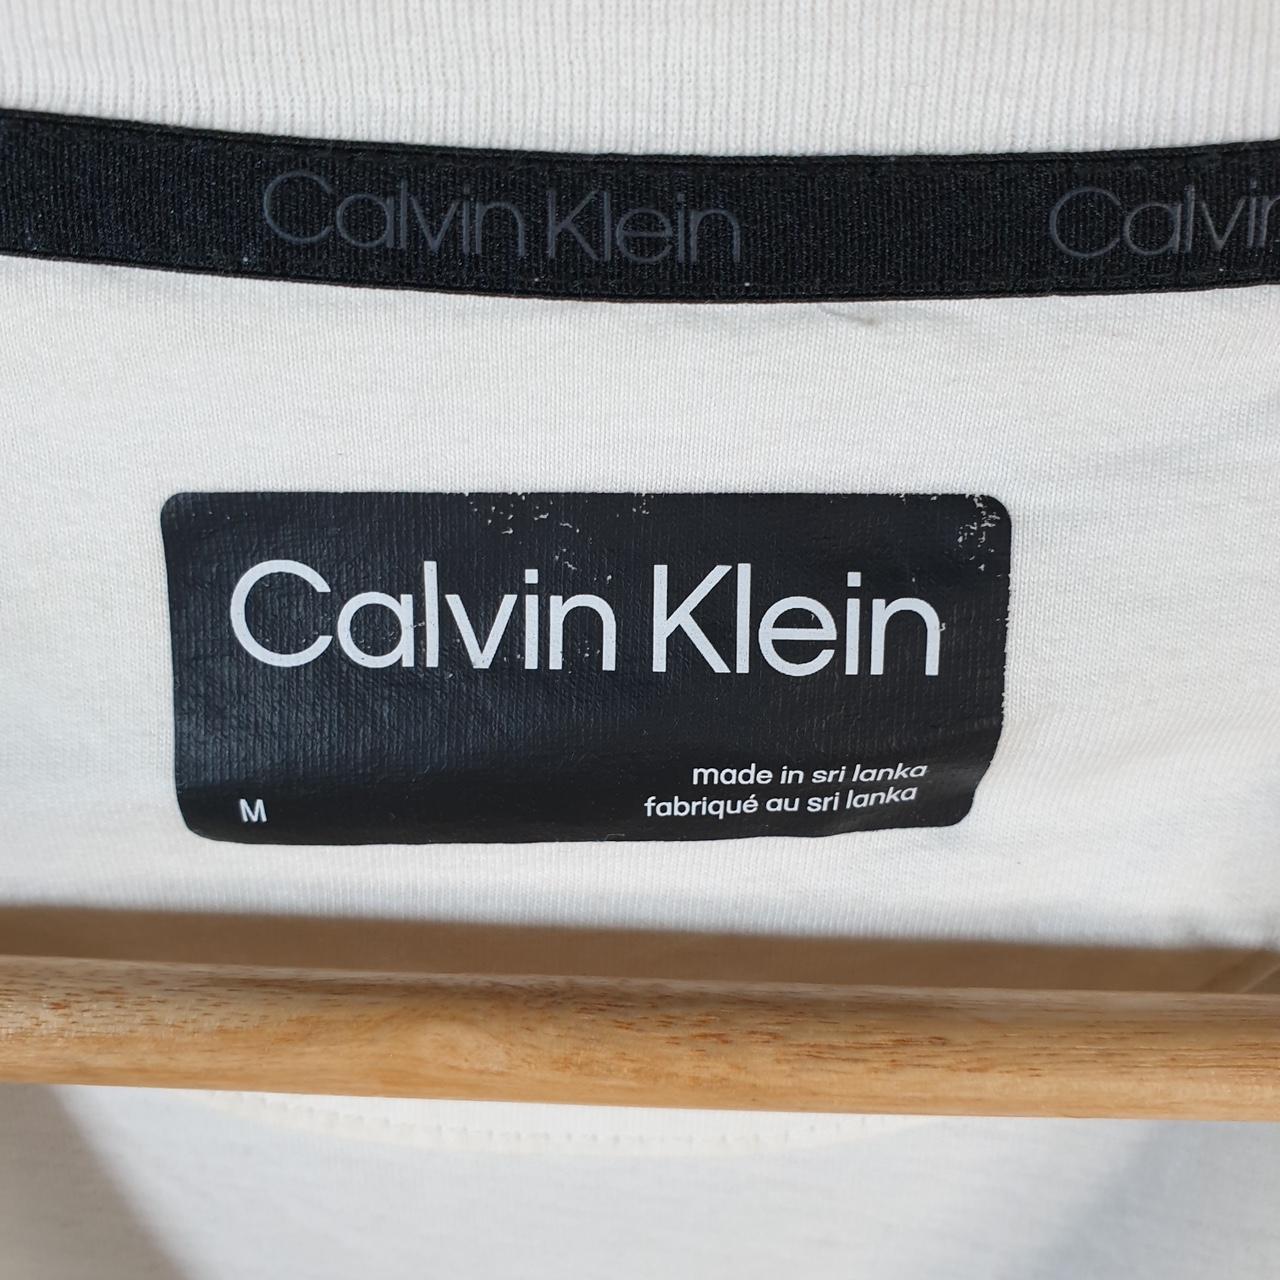 Calvin Klein Calvin
Calvin Klein
made in sri lanka
M fabriqué au sri lanka